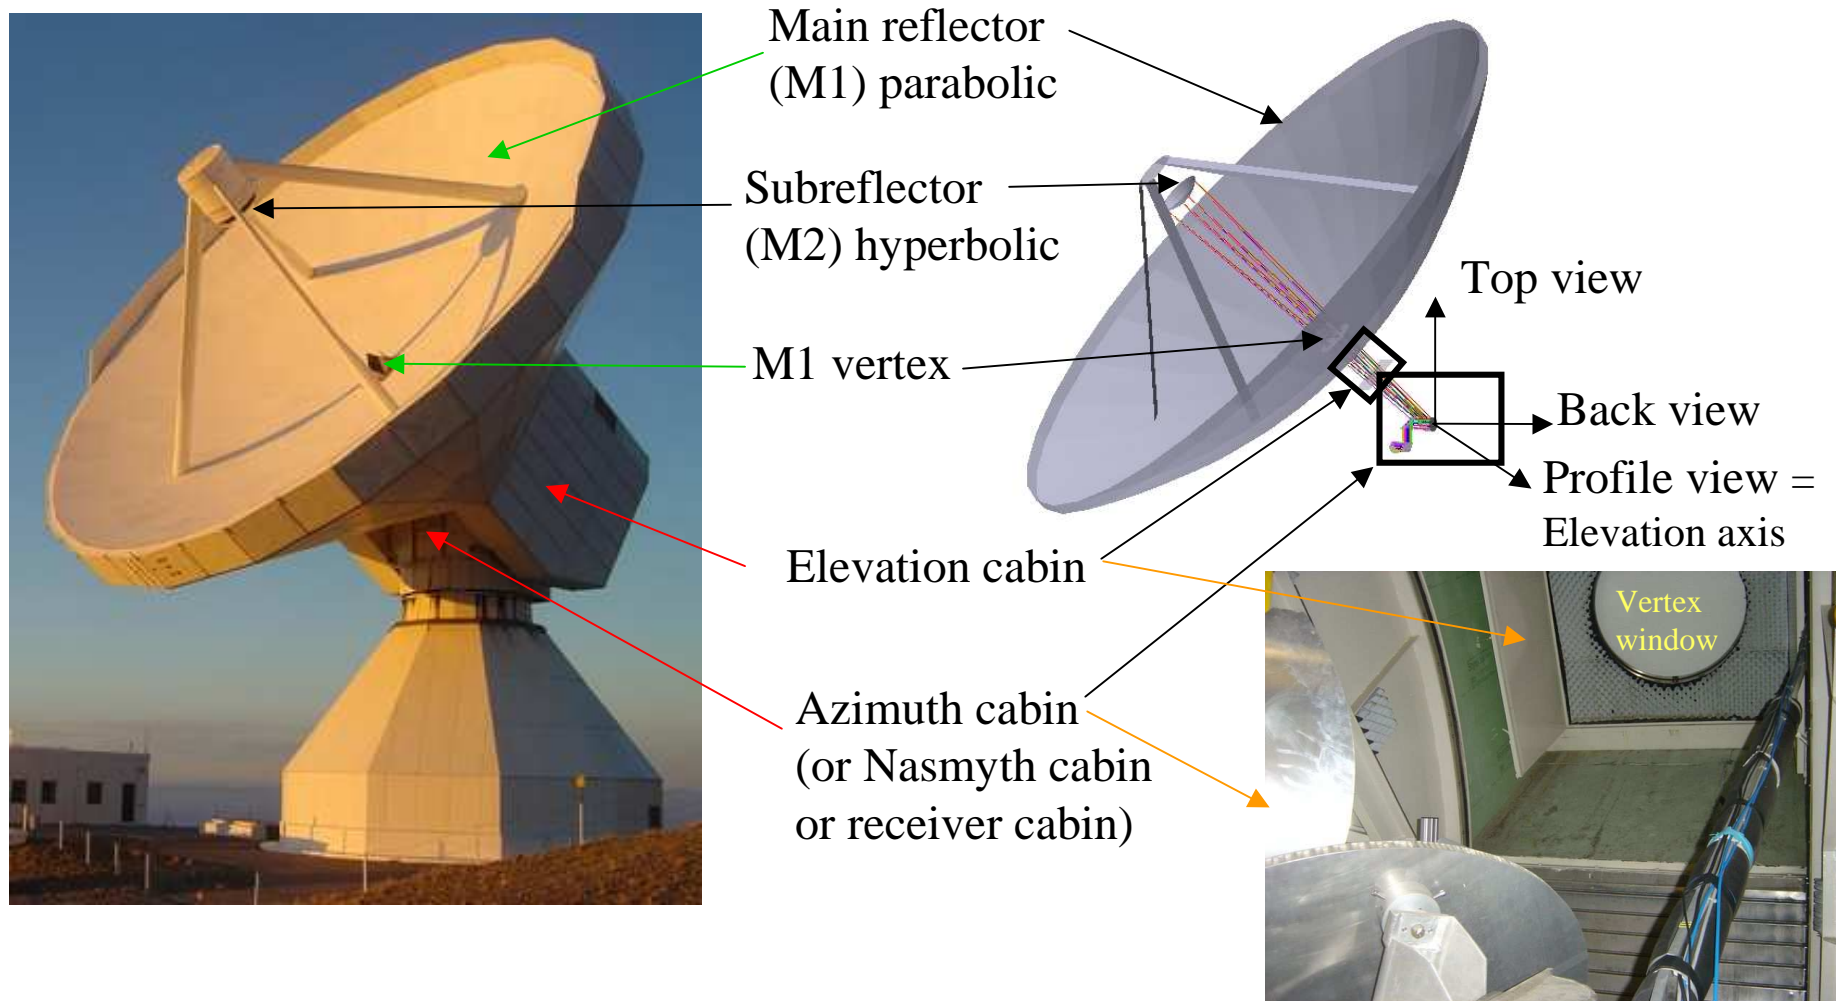 Main reflector
(M1) parabolic
Subreflector
(M2) hyperbolic
Top view
M1 vertex
Back view
Profile view =
Elevation axis
Elevation cabin
Vertex
window
Azimuth cabin
(or Nasmyth cabin
or receiver cabin)